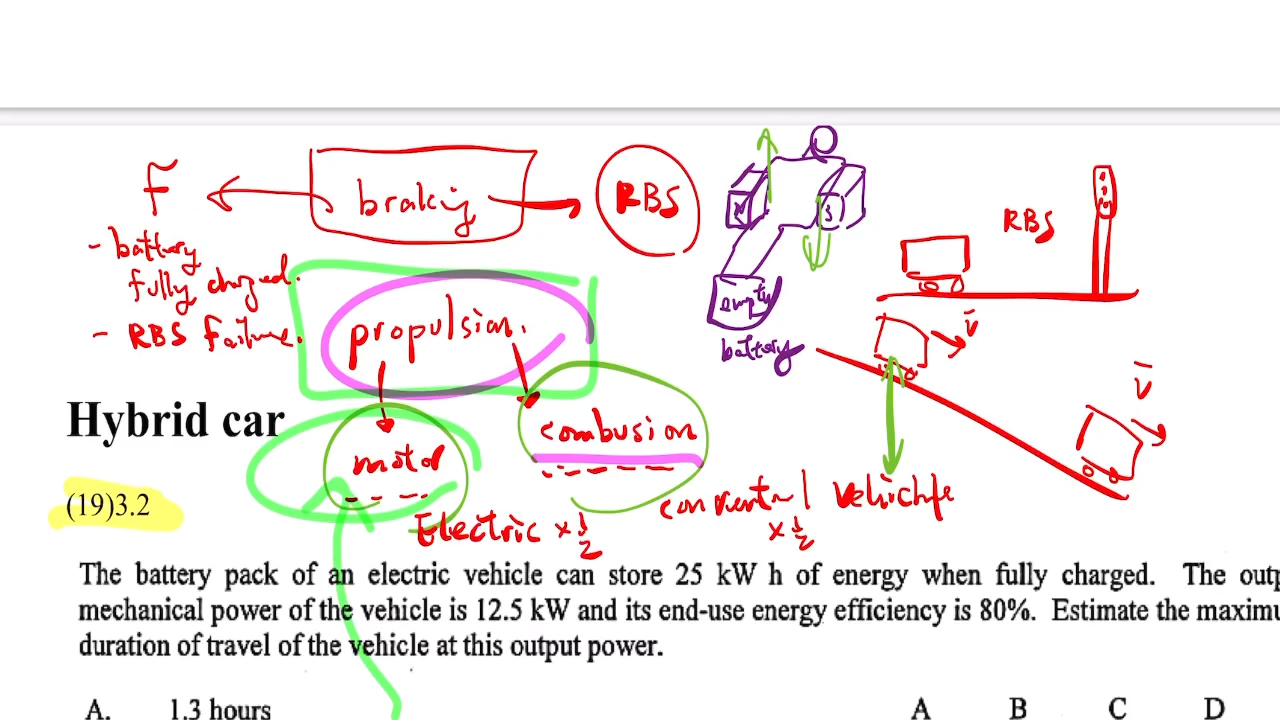 F
braking
RBS
- battery
fully charged.
- RBS failure.
propulsion.
motor
combusion
Electric × 1/2
× 1/2
N
S
empty
battery
RBS
v̄
v̄
Hybrid car
(19)3.2
The battery pack of an electric vehicle can store 25 kW h of energy when fully charged. The outp
mechanical power of the vehicle is 12.5 kW and its end-use energy efficiency is 80%. Estimate the maximu
duration of travel of the vehicle at this output power.
A. 1.3 hours
A B C D